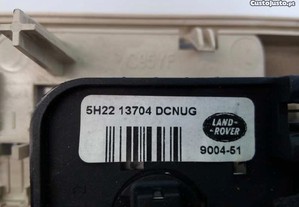 CustoJusto.pt
5H22 13704 DCNUG
LAND-
ROVER
9004-51